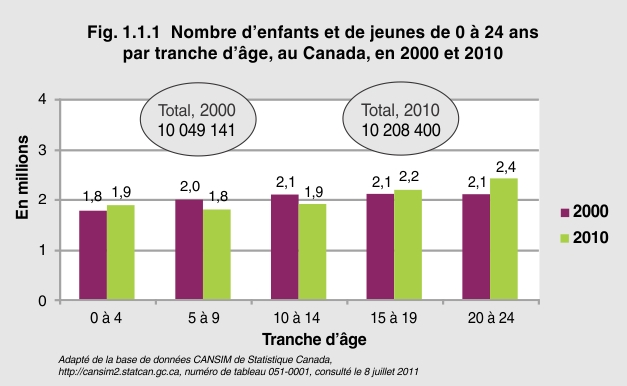 Fig. 1.1.1 Nombre d’enfants et de jeunes de 0 à 24 ans
par tranche d’âge, au Canada, en 2000 et 2010
En millions
4
3
2
1
0
Total, 2000
10 049 141
Total, 2010
10 208 400
1,8
1,9
2,0
1,8
2,1
1,9
2,1
2,2
2,1
2,4
2000
2010
0 à 4
5 à 9
10 à 14
15 à 19
20 à 24
Tranche d’âge
Adapté de la base de données CANSIM de Statistique Canada,
http://cansim2.statcan.gc.ca, numéro de tableau 051-0001, consulté le 8 juillet 2011